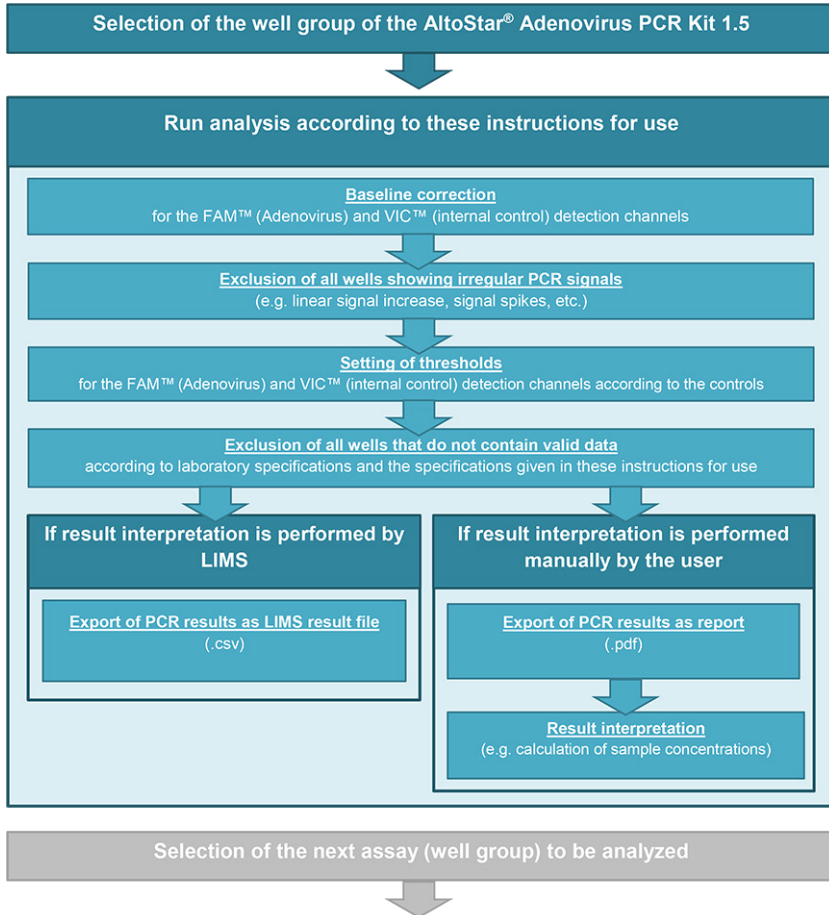 Selection of the well group of the AltoStar® Adenovirus PCR Kit 1.5
Run analysis according to these instructions for use
Baseline correction
for the FAM™ (Adenovirus) and VIC™ (internal control) detection channels
Exclusion of all wells showing irregular PCR signals
(e.g. linear signal increase, signal spikes, etc.)
Setting of thresholds
for the FAM™ (Adenovirus) and VIC™ (internal control) detection channels according to the controls
Exclusion of all wells that do not contain valid data
according to laboratory specifications and the specifications given in these instructions for use
If result interpretation is performed by
LIMS
Export of PCR results as LIMS result file
(.csv)
If result interpretation is performed
manually by the user
Export of PCR results as report
(.pdf)
Result interpretation
(e.g. calculation of sample concentrations)
Selection of the next assay (well group) to be analyzed